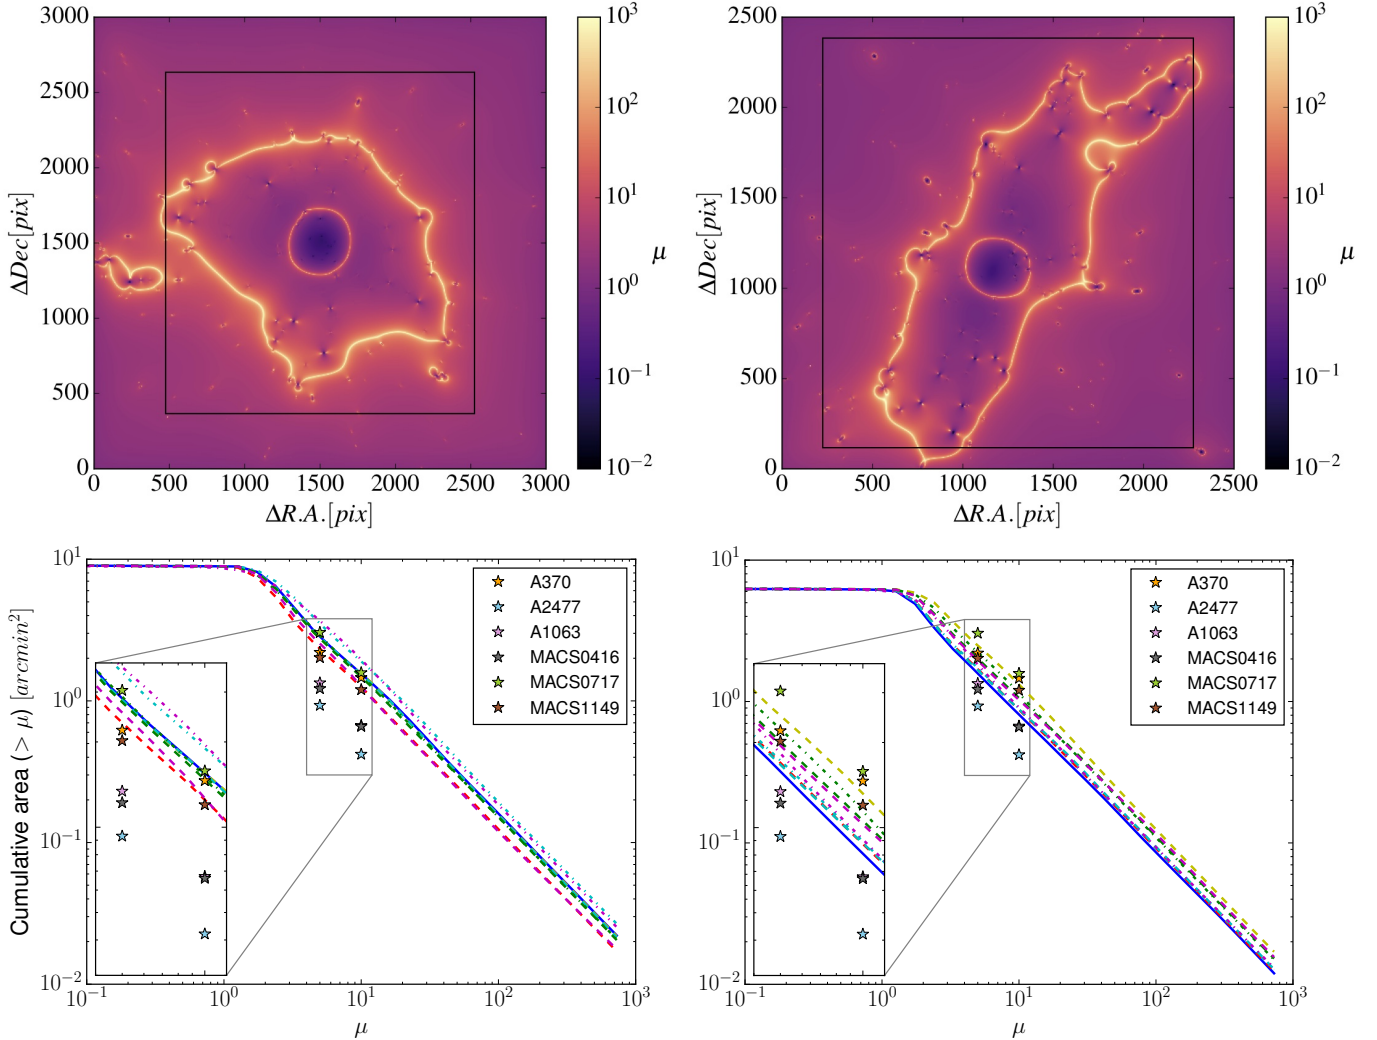 3000
2500
2000
1500
1000
500
0
ΔDec[pix]
0 500 1000 1500 2000 2500 3000
ΔR.A.[pix]
10^3
10^2
10^1
10^0
10^-1
10^-2
μ
2500
2000
1500
1000
500
0
ΔDec[pix]
0 500 1000 1500 2000 2500
ΔR.A.[pix]
10^3
10^2
10^1
10^0
10^-1
10^-2
μ
10^1
10^0
10^-1
10^-2
Cumulative area (> μ) [arcmin^2]
A370
A2477
A1063
MACS0416
MACS0717
MACS1149
10^-1 10^0 10^1 10^2 10^3
μ
10^1
10^0
10^-1
10^-2
A370
A2477
A1063
MACS0416
MACS0717
MACS1149
10^-1 10^0 10^1 10^2 10^3
μ